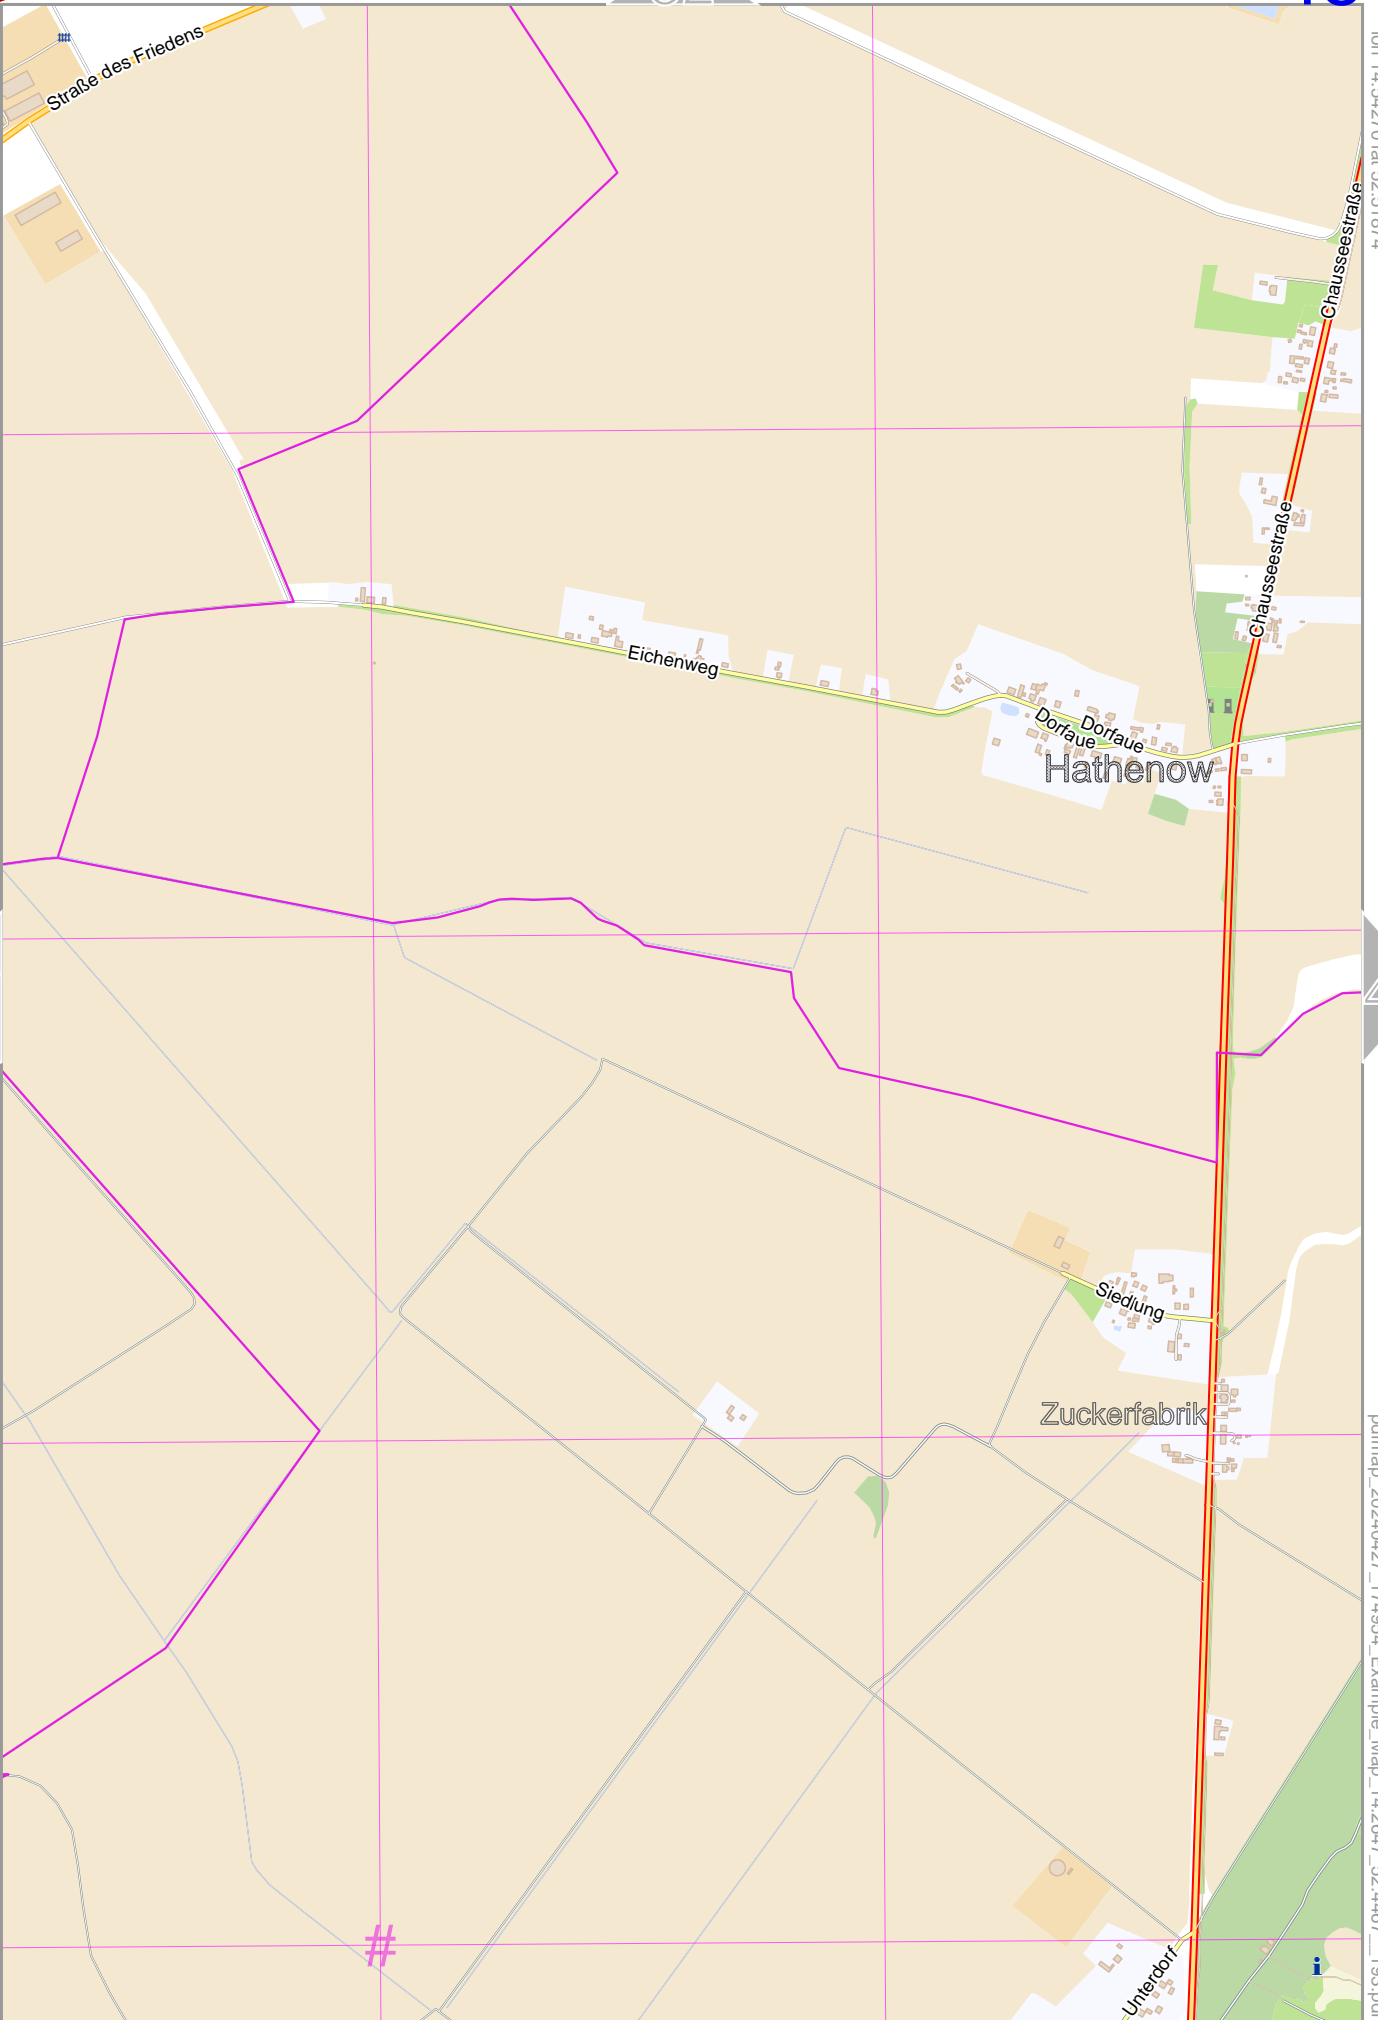 Straße des Friedens
Chausseestraße
Chausseestraße
Eichenweg
Dorfaue
Dorfaue
Hathenow
Siedlung
Zuckerfabrik
#
i
Unterdorf